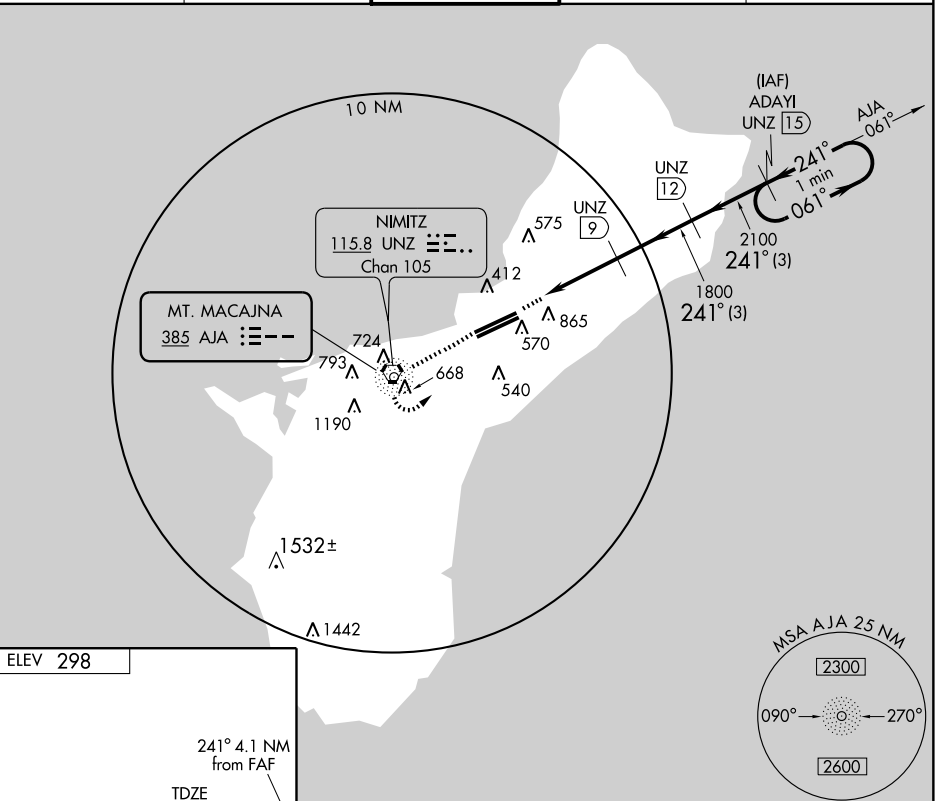 10 NM
(IAF)
ADAYI
UNZ 15
AJA
061°
241°
1 min
061°
UNZ
12
UNZ
9
2100
241° (3)
1800
241° (3)
NIMITZ
115.8 UNZ
Chan 105
575
412
MT. MACAJNA
385 AJA
865
570
724
793
668
540
1190
1532±
1442
ELEV 298
241° 4.1 NM
from FAF
TDZE
MSA AJA 25 NM
2300
090°
270°
2600